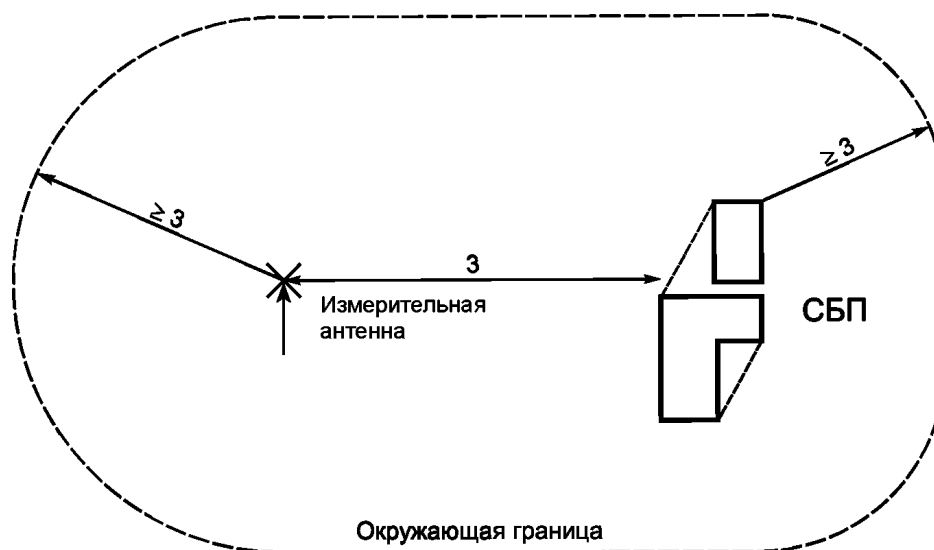 ≥ 3
≥ 3
3
Измерительная
антенна
СБП
Окружающая граница